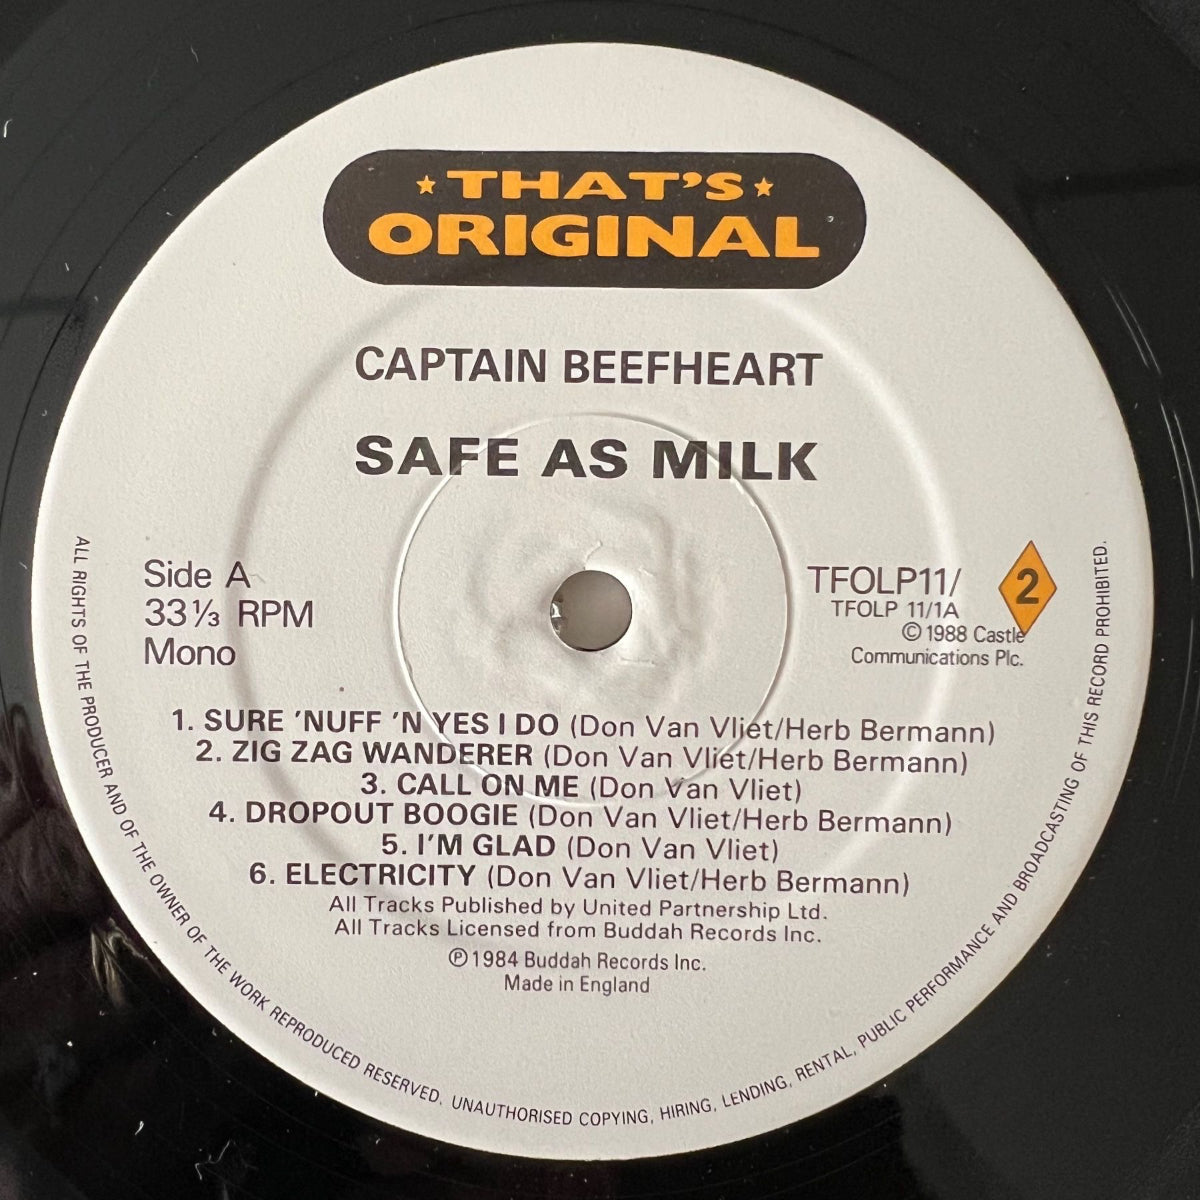 ★ THAT'S ★
ORIGINAL
CAPTAIN BEEFHEART
SAFE AS MILK
Side A
33⅓ RPM
Mono
TFOLP11/
2
TFOLP 11/1A
© 1988 Castle
Communications Plc.
1. SURE 'NUFF 'N YES I DO (Don Van Vliet/Herb Bermann)
2. ZIG ZAG WANDERER (Don Van Vliet/Herb Bermann)
3. CALL ON ME (Don Van Vliet)
4. DROPOUT BOOGIE (Don Van Vliet/Herb Bermann)
5. I'M GLAD (Don Van Vliet)
6. ELECTRICITY (Don Van Vliet/Herb Bermann)
All Tracks Published by United Partnership Ltd.
All Tracks Licensed from Buddah Records Inc.
℗ 1984 Buddah Records Inc.
Made in England
ALL RIGHTS OF THE PRODUCER AND OF THE OWNER OF THE WORK REPRODUCED RESERVED. UNAUTHORISED COPYING, HIRING, LENDING, RENTAL, PUBLIC PERFORMANCE AND BROADCASTING OF THIS RECORD PROHIBITED.